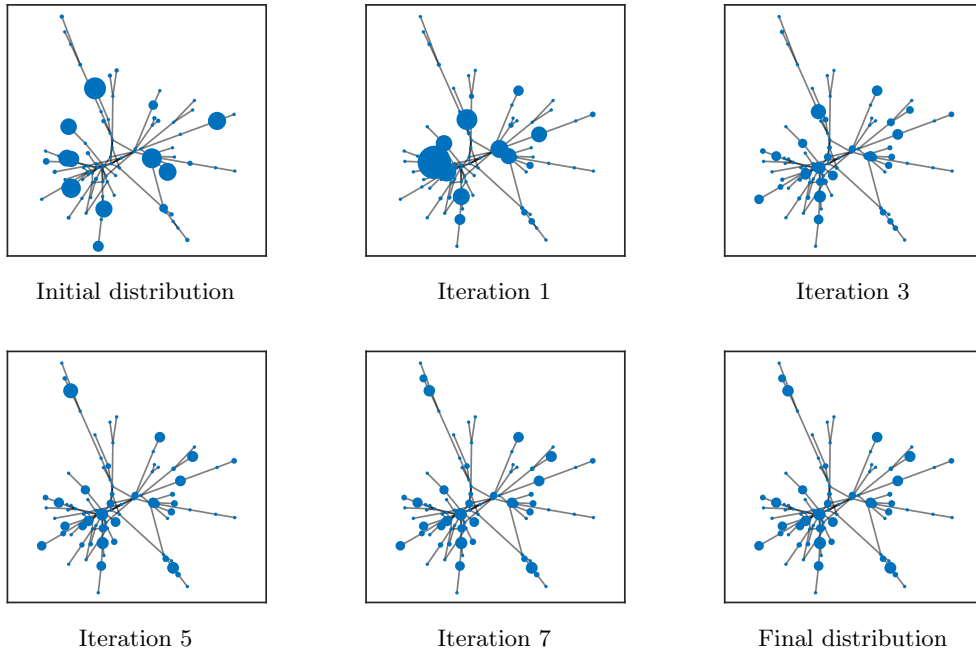 Initial distribution
Iteration 1
Iteration 3
Iteration 5
Iteration 7
Final distribution